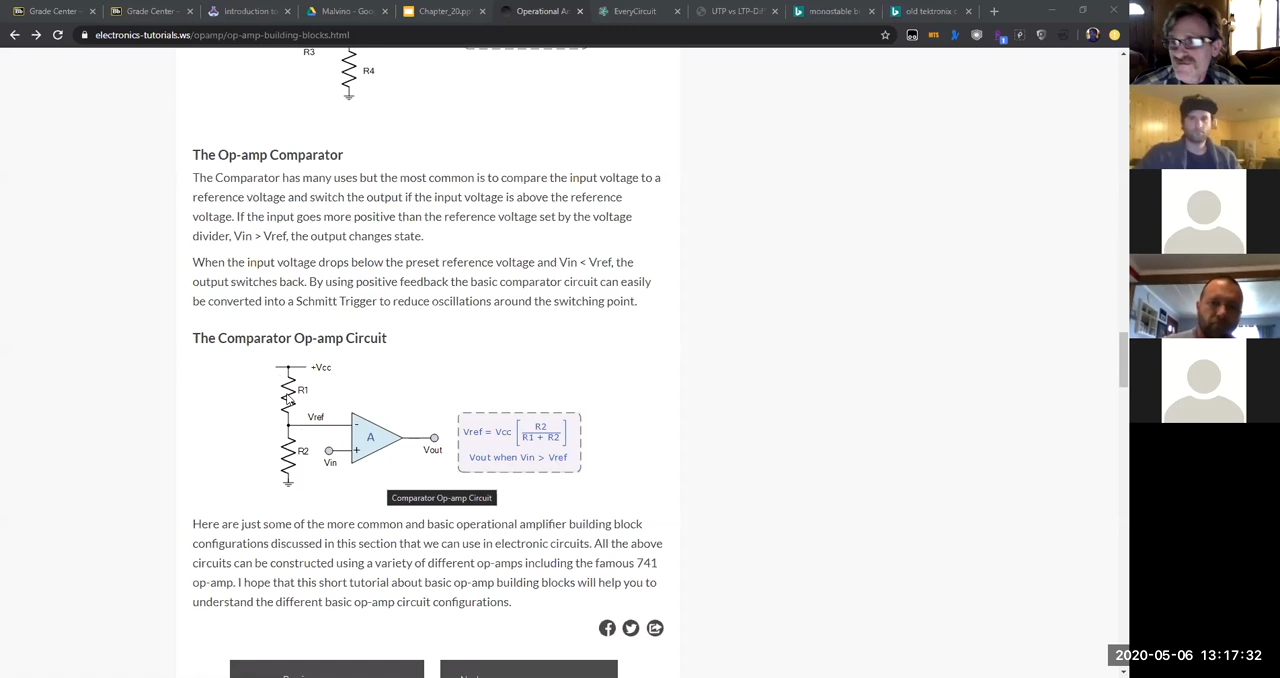 Grade Center
Grade Center
introduction to
Malvino - Goo
Chapter_20.pp
Operational A
EveryCircuit
UTP vs LTP-Dif
monostable b
old tektronix c
electronics-tutorials.ws/opamp/op-amp-building-blocks.html
R3
R4
The Op-amp Comparator
The Comparator has many uses but the most common is to compare the input voltage to a
reference voltage and switch the output if the input voltage is above the reference
voltage. If the input goes more positive than the reference voltage set by the voltage
divider, Vin > Vref, the output changes state.
When the input voltage drops below the preset reference voltage and Vin < Vref, the
output switches back. By using positive feedback the basic comparator circuit can easily
be converted into a Schmitt Trigger to reduce oscillations around the switching point.
The Comparator Op-amp Circuit
+Vcc
R1
Vref
-
A
R2
+
Vin
Vout
Vref = Vcc [ R2 / R1 + R2 ]
Vout when Vin > Vref
Comparator Op-amp Circuit
Here are just some of the more common and basic operational amplifier building block
configurations discussed in this section that we can use in electronic circuits. All the above
circuits can be constructed using a variety of different op-amps including the famous 741
op-amp. I hope that this short tutorial about basic op-amp building blocks will help you to
understand the different basic op-amp circuit configurations.
2020-05-06 13:17:32